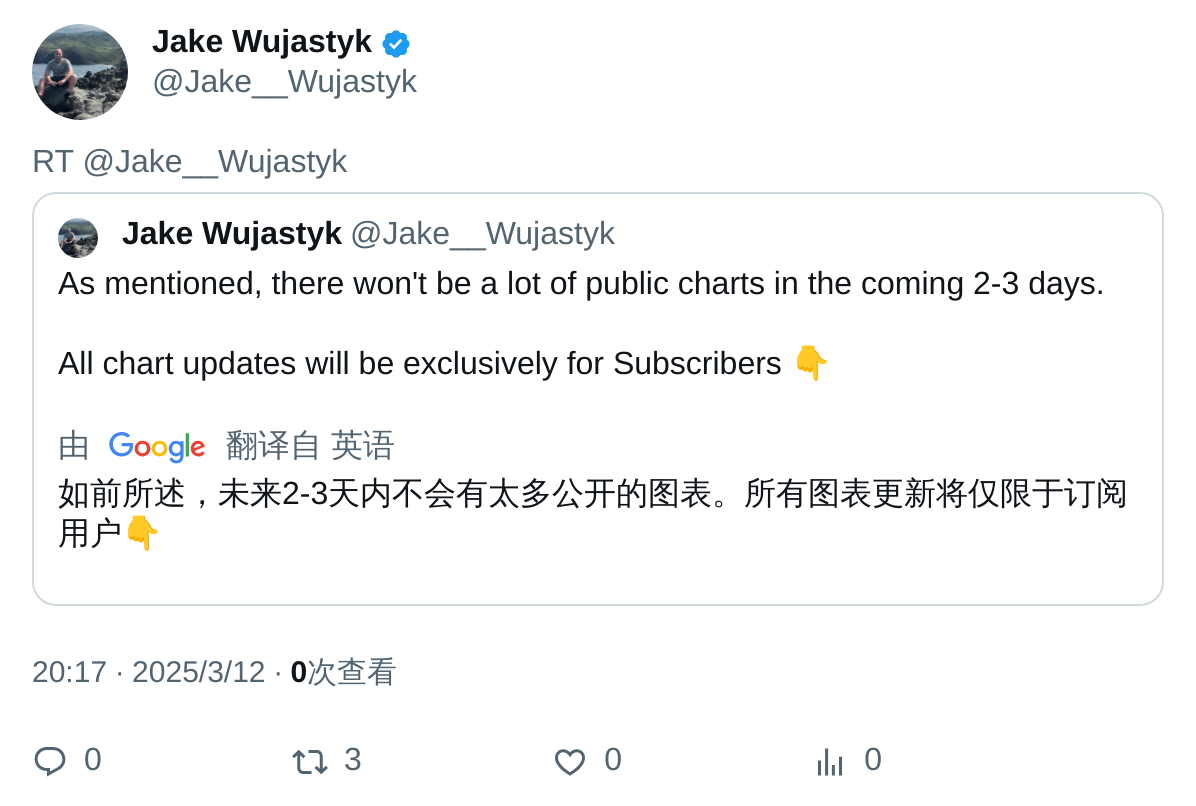 Jake Wujastyk
@Jake__Wujastyk
RT @Jake__Wujastyk
Jake Wujastyk @Jake__Wujastyk
As mentioned, there won't be a lot of public charts in the coming 2-3 days.
All chart updates will be exclusively for Subscribers 👇
由 Google 翻译自 英语
如前所述，未来2-3天内不会有太多公开的图表。所有图表更新将仅限于订阅
用户👇
20:17 · 2025/3/12 · 0次查看
0 3 0 0